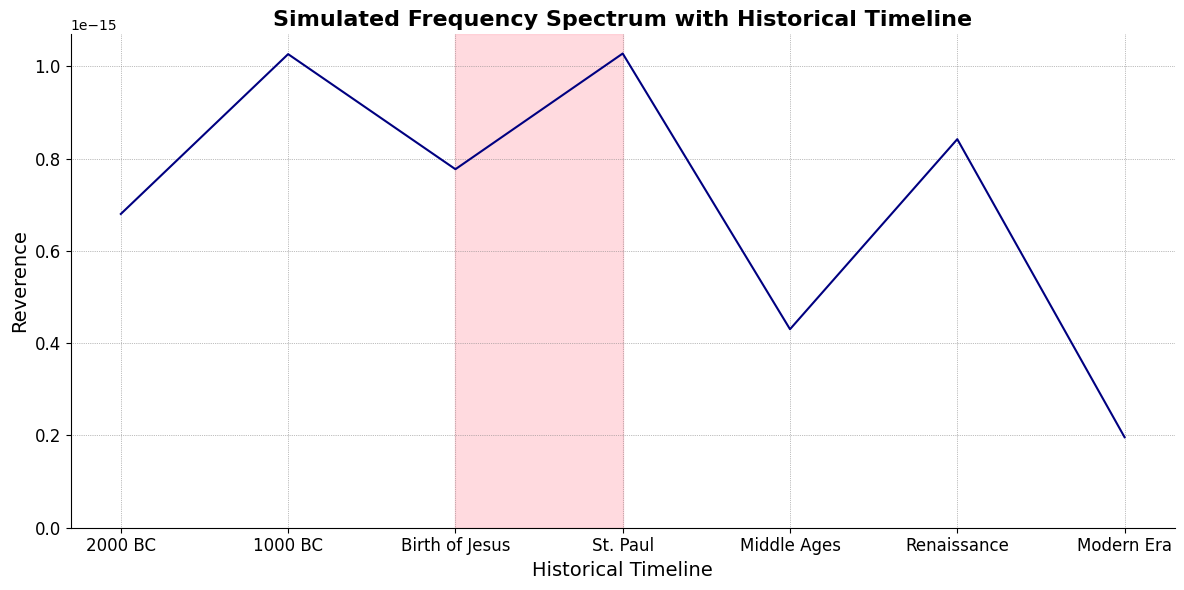 Simulated Frequency Spectrum with Historical Timeline
1e−15
1.0
0.8
0.6
0.4
0.2
0.0
Reverence
2000 BC 1000 BC Birth of Jesus St. Paul Middle Ages Renaissance Modern Era
Historical Timeline